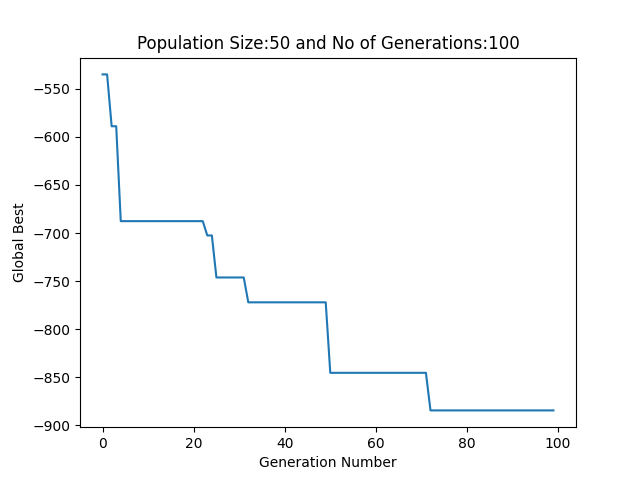 Population Size:50 and No of Generations:100
Global Best
−550
−600
−650
−700
−750
−800
−850
−900
0 20 40 60 80 100
Generation Number